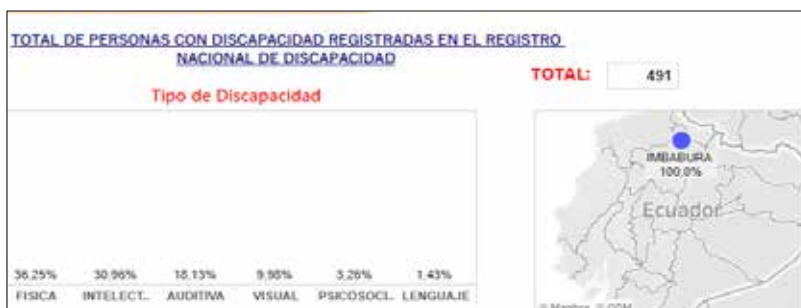 TOTAL DE PERSONAS CON DISCAPACIDAD REGISTRADAS EN EL REGISTRO
NACIONAL DE DISCAPACIDAD
TOTAL: 491
Tipo de Discapacidad
36,25% 30,96% 18,13% 9,98% 3,26% 1,43%
FISICA INTELECT.. AUDITIVA VISUAL PSICOSOCI.. LENGUAJE
IMBABURA
100,0%
Ecuador
© Mapbox © OSM